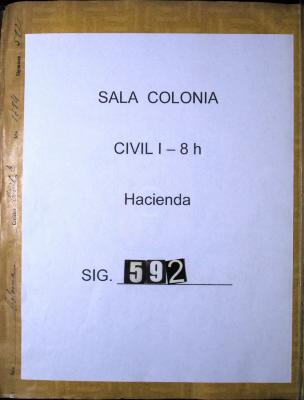 SALA COLONIA
CIVIL I – 8 h
Hacienda
SIG. 592